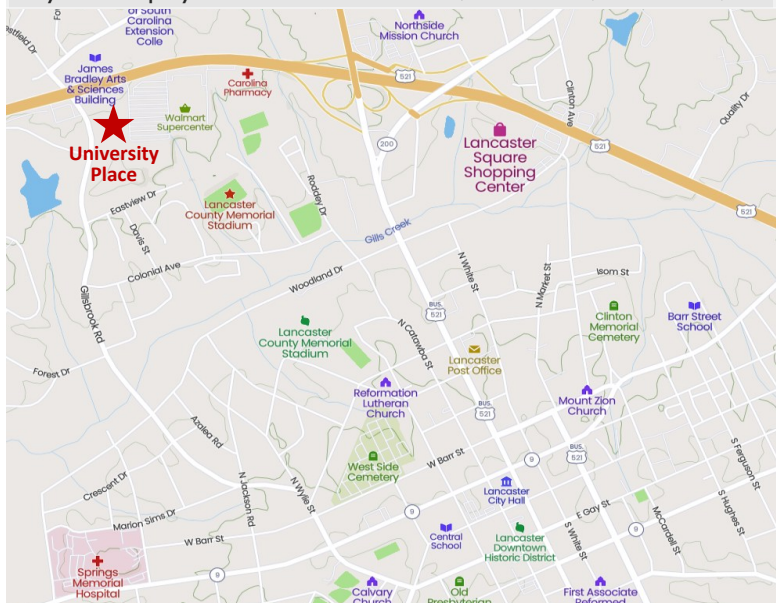 of South
Carolina
Extension
Colle
Northside
Mission Church
James
Bradley Arts
& Sciences
Building
Carolina
Pharmacy
521
Clinton Ave
Quality Dr
Walmart
Supercenter
University
Place
200
Lancaster
Square
Shopping
Center
521
521
Eastview Dr
Davis St
Lancaster
County Memorial
Stadium
Roddey Dr
Gills Creek
Colonial Ave
Woodland Dr
N White St
N Market St
Isom St
Gillsbrook Rd
BUS.
521
Clinton
Memorial
Cemetery
Barr Street
School
Lancaster
County Memorial
Stadium
N Catawba St
Lancaster
Post Office
Forest Dr
Reformation
Lutheran
Church
BUS.
521
Mount Zion
Church
Azalea Rd
West Side
Cemetery
W Barr St
9
BUS.
521
S Ferguson St
Crescent Dr
N Jackson Rd
N Wylie St
Lancaster
City Hall
S Hughes St
Marion Sims Dr
9
E Gay St
McCardell St
W Barr St
Central
School
Lancaster
Downtown
Historic District
S White St
9
Springs
Memorial
Hospital
9
Calvary
Church
Old
Presbyterian
First Associate
Reformed